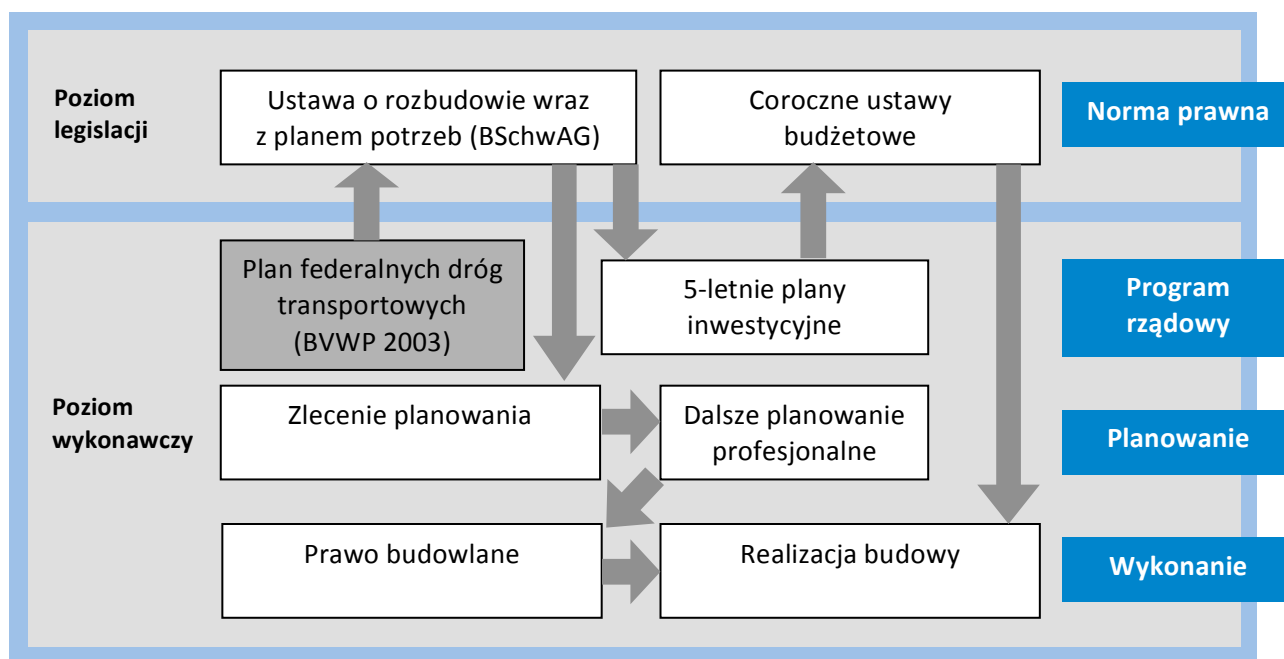 Poziom
legislacji
Ustawa o rozbudowie wraz
z planem potrzeb (BSchwAG)
Coroczne ustawy
budżetowe
Norma prawna
Plan federalnych dróg
transportowych
(BVWP 2003)
5-letnie plany
inwestycyjne
Program
rządowy
Poziom
wykonawczy
Zlecenie planowania
Dalsze planowanie
profesjonalne
Planowanie
Prawo budowlane
Realizacja budowy
Wykonanie